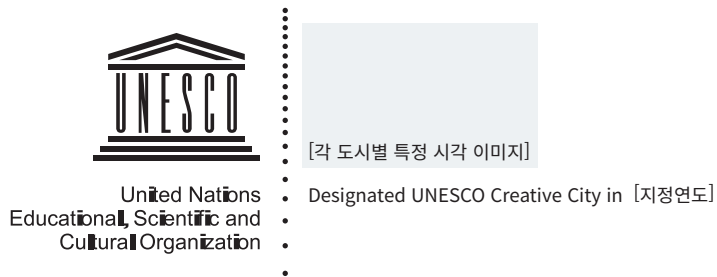 UNESCO
United Nations
Educational, Scientific and
Cultural Organization
[각 도시별 특정 시각 이미지]
Designated UNESCO Creative City in [지정연도]